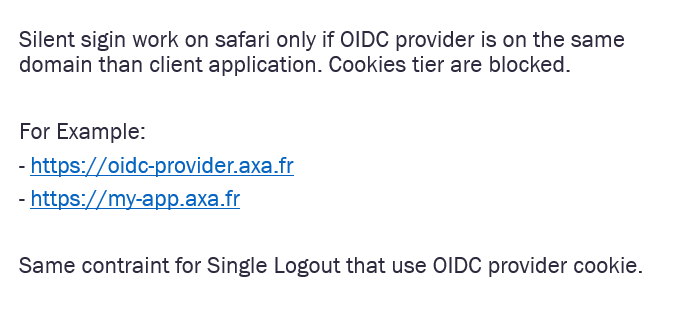 Silent sigin work on safari only if OIDC provider is on the same
domain than client application. Cookies tier are blocked.
For Example:
- https://oidc-provider.axa.fr
- https://my-app.axa.fr
Same contraint for Single Logout that use OIDC provider cookie.